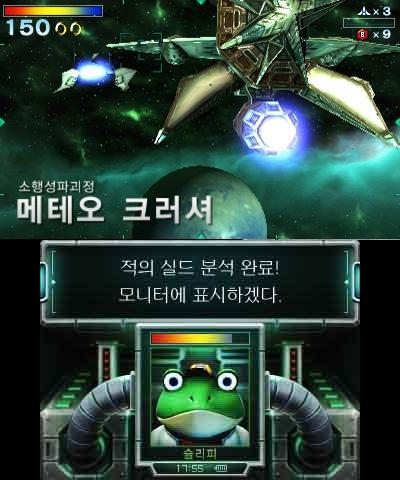 150
×3
B ×9
소행성파괴정
메테오 크러셔
적의 실드 분석 완료!
모니터에 표시하겠다.
슬리피
17:55